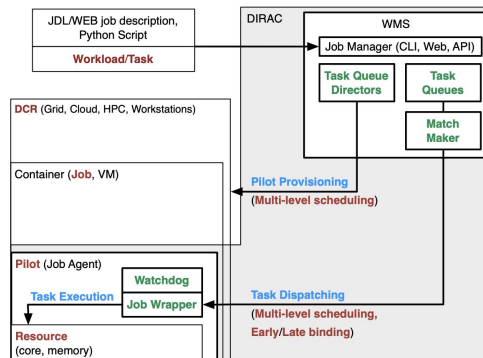 JDL/WEB job description,
Python Script
Workload/Task
DIRAC
WMS
Job Manager (CLI, Web, API)
Task Queue
Directors
Task
Queues
Match
Maker
DCR (Grid, Cloud, HPC, Workstations)
Container (Job, VM)
Pilot Provisioning
(Multi-level scheduling)
Pilot (Job Agent)
Watchdog
Task Execution
Job Wrapper
Task Dispatching
(Multi-level scheduling,
Early/Late binding)
Resource
(core, memory)